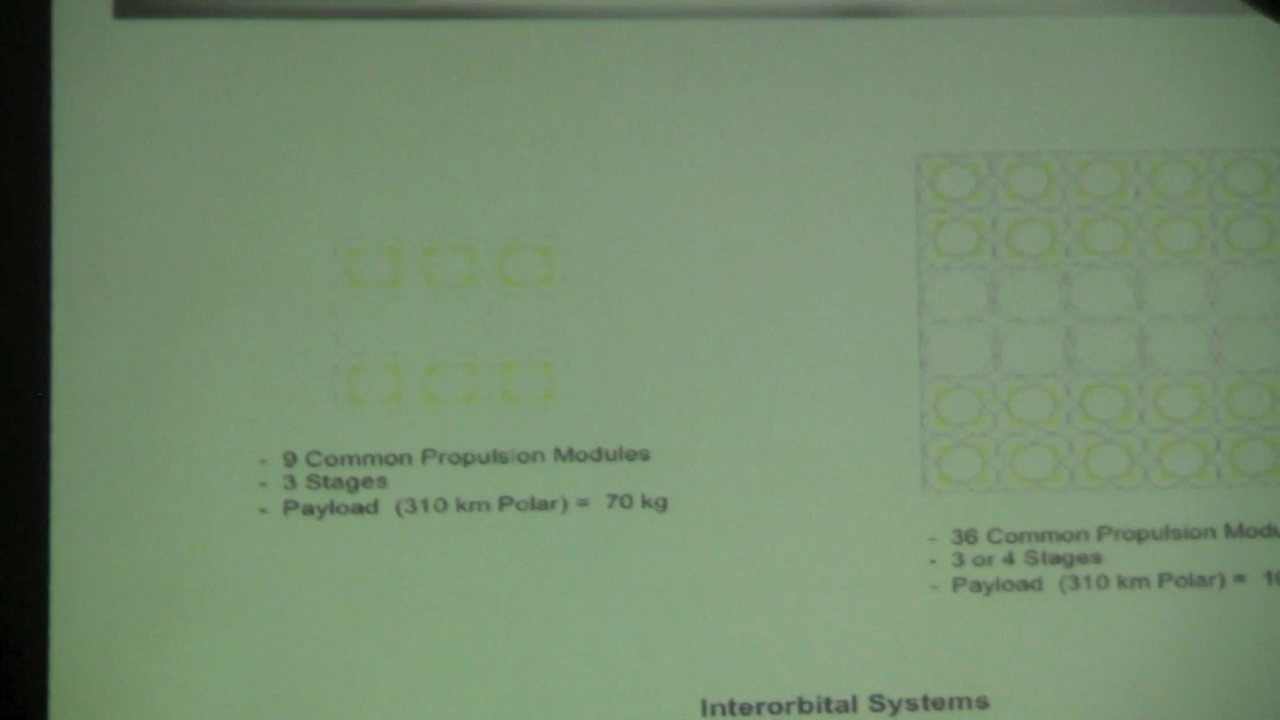 - 9 Common Propulsion Modules
- 3 Stages
- Payload (310 km Polar) = 70 kg
- 36 Common Propulsion
- 3 or 4 Stages
- Payload (310 km Polar) =
Interorbital Systems